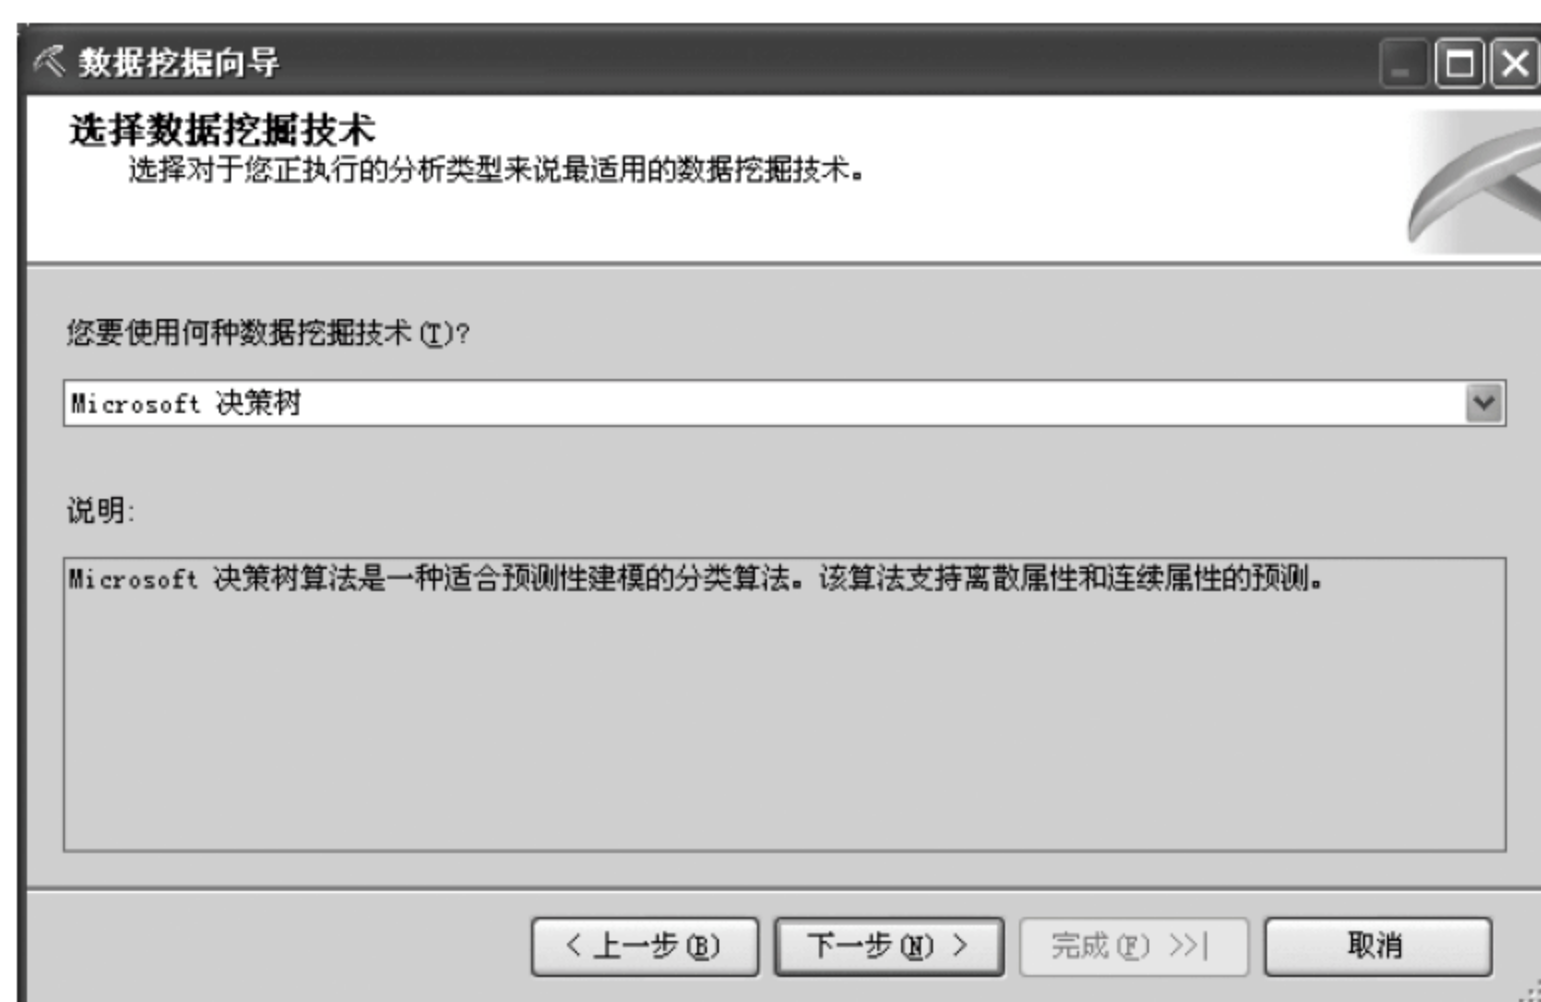 数据挖掘向导
选择数据挖掘技术
选择对于您正执行的分析类型来说最适用的数据挖掘技术。
您要使用何种数据挖掘技术(T)?
Microsoft 决策树
说明:
Microsoft 决策树算法是一种适合预测性建模的分类算法。该算法支持离散属性和连续属性的预测。
< 上一步(B) 下一步(N) > 完成(F) >>| 取消